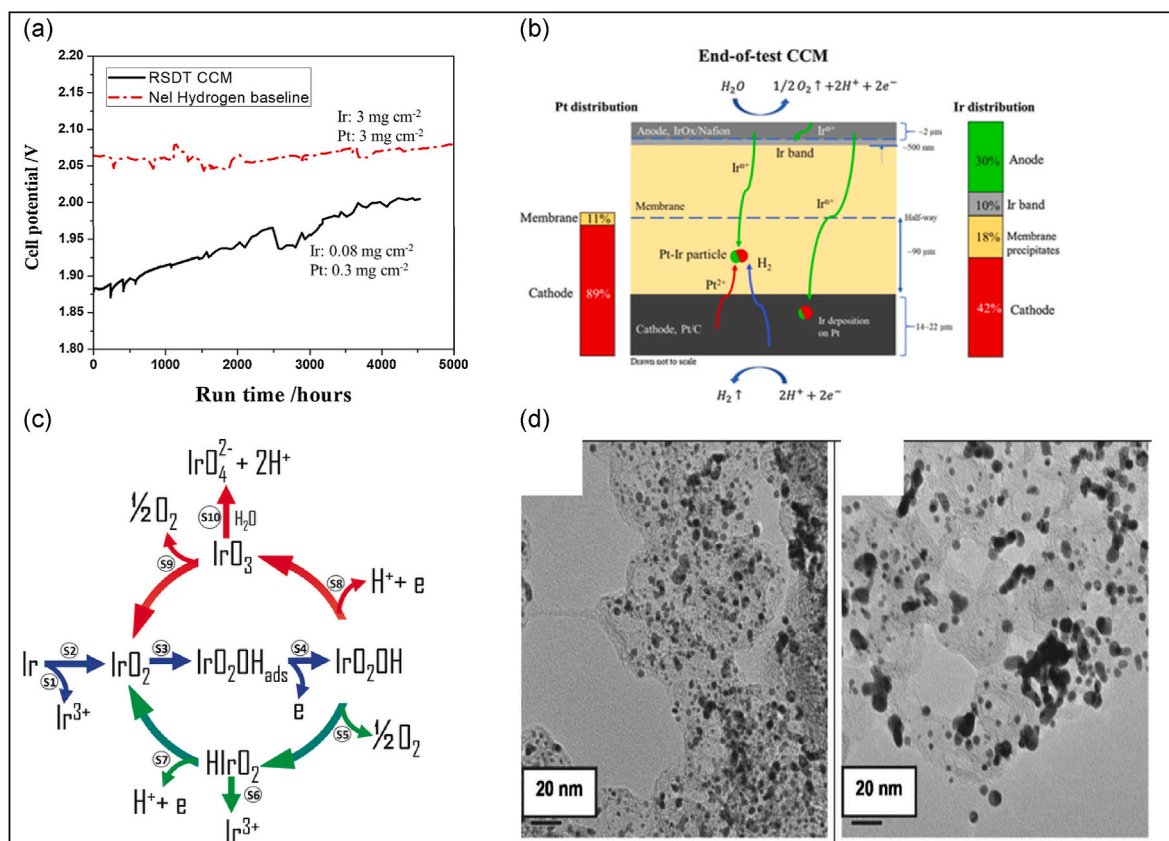 (a)
2.20
2.15
2.10
2.05
2.00
1.95
1.90
1.85
1.80
Cell potential /V
RSDT CCM
Nel Hydrogen baseline
Ir: 3 mg cm⁻²
Pt: 3 mg cm⁻²
Ir: 0.08 mg cm⁻²
Pt: 0.3 mg cm⁻²
0 1000 2000 3000 4000 5000
Run time /hours
(b)
End-of-test CCM
H₂O 1/2 O₂ ↑ +2H⁺ + 2e⁻
Pt distribution
Membrane
11%
Cathode
89%
Anode, IrOx/Nafion
Irⁿ⁺
Ir band
Irⁿ⁺
Irⁿ⁺
Membrane
Pt-Ir particle
H₂
Pt²⁺
Cathode, Pt/C
Ir deposition
on Pt
Drawn not to scale
H₂ ↑ 2H⁺ + 2e⁻
~2 μm
~500 nm
Half-way
~90 μm
14~22 μm
Ir distribution
30%
Anode
10%
Ir band
18%
Membrane
precipitates
42%
Cathode
(c)
IrO₄²⁻ + 2H⁺
½O₂
S10
H₂O
S9
IrO₃
S8
H⁺+ e
Ir
S2
S1
Ir³⁺
IrO₂
S3
IrO₂OHads
S4
e
IrO₂OH
S5
½O₂
S7
H⁺+ e
HIrO₂
S6
Ir³⁺
(d)
20 nm
20 nm